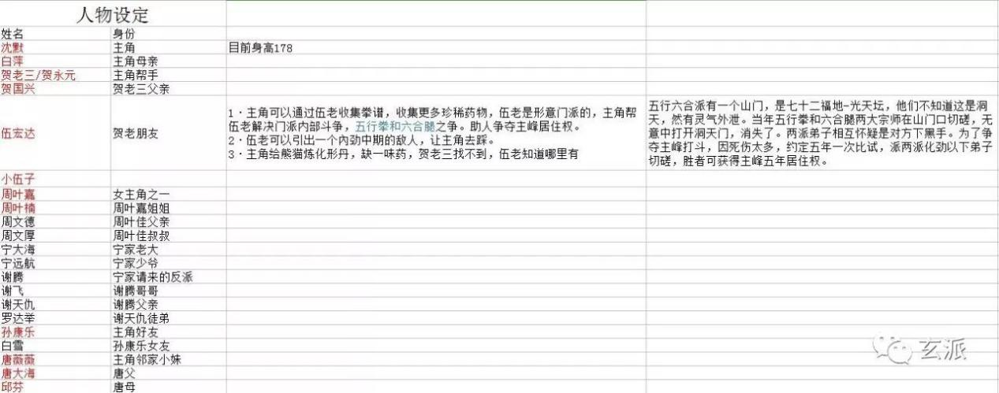 人物设定
姓名 身份
沈默 主角 目前身高178
白萍 主角母亲
贺老三/贺永元 主角帮手
贺国兴 贺老三父亲
伍宏达 贺老朋友
1·主角可以通过伍老收集拳谱，收集更多珍稀药物，伍老是形意门派的，主角帮
伍老解决门派内部斗争，五行拳和六合腿之争。助人争夺主峰居住权。
2·伍老可以引出一个内劲中期的敌人，让主角去踩。
3·主角给熊猫炼化形丹，缺一味药，贺老三找不到，伍老知道哪里有
五行六合派有一个山门，是七十二福地-光天坛，他们不知道这是洞
天，然有灵气外泄。当年五行拳和六合腿两大宗师在山门口切磋，无
意中打开洞天门，消失了。两派弟子相互怀疑是对方下黑手。为了争
夺主峰打斗，因死伤太多，约定五年一次比试，派两派化劲以下弟子
切磋，胜者可获得主峰五年居住权。
小伍子
周叶嘉 女主角之一
周叶楠 周叶嘉姐姐
周文德 周叶佳父亲
周文厚 周叶佳叔叔
宁大海 宁家老大
宁远航 宁家少爷
谢腾 宁家请来的反派
谢飞 谢腾哥哥
谢天仇 谢腾父亲
罗达举 谢天仇徒弟
孙康乐 主角好友
白雪 孙康乐女友
唐薇薇 主角邻家小妹
唐大海 唐父
邱芬 唐母
玄派